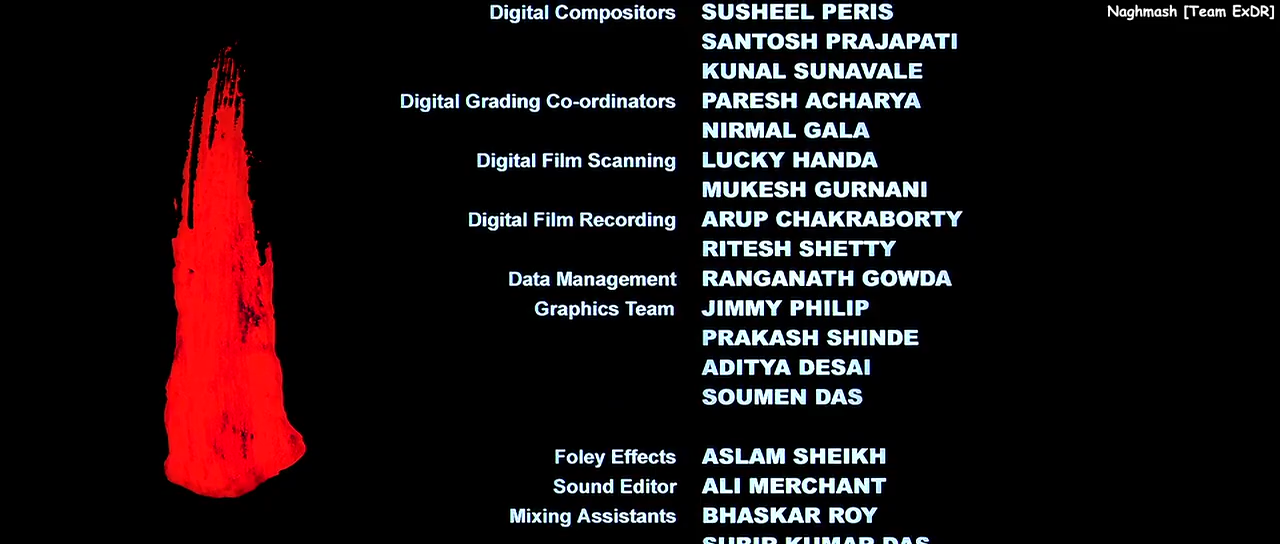 Naghmash [Team ExDR]
Digital Compositors SUSHEEL PERIS
SANTOSH PRAJAPATI
KUNAL SUNAVALE
Digital Grading Co-ordinators PARESH ACHARYA
NIRMAL GALA
Digital Film Scanning LUCKY HANDA
MUKESH GURNANI
Digital Film Recording ARUP CHAKRABORTY
RITESH SHETTY
Data Management RANGANATH GOWDA
Graphics Team JIMMY PHILIP
PRAKASH SHINDE
ADITYA DESAI
SOUMEN DAS
Foley Effects ASLAM SHEIKH
Sound Editor ALI MERCHANT
Mixing Assistants BHASKAR ROY
SUBIR KUMAR DAS